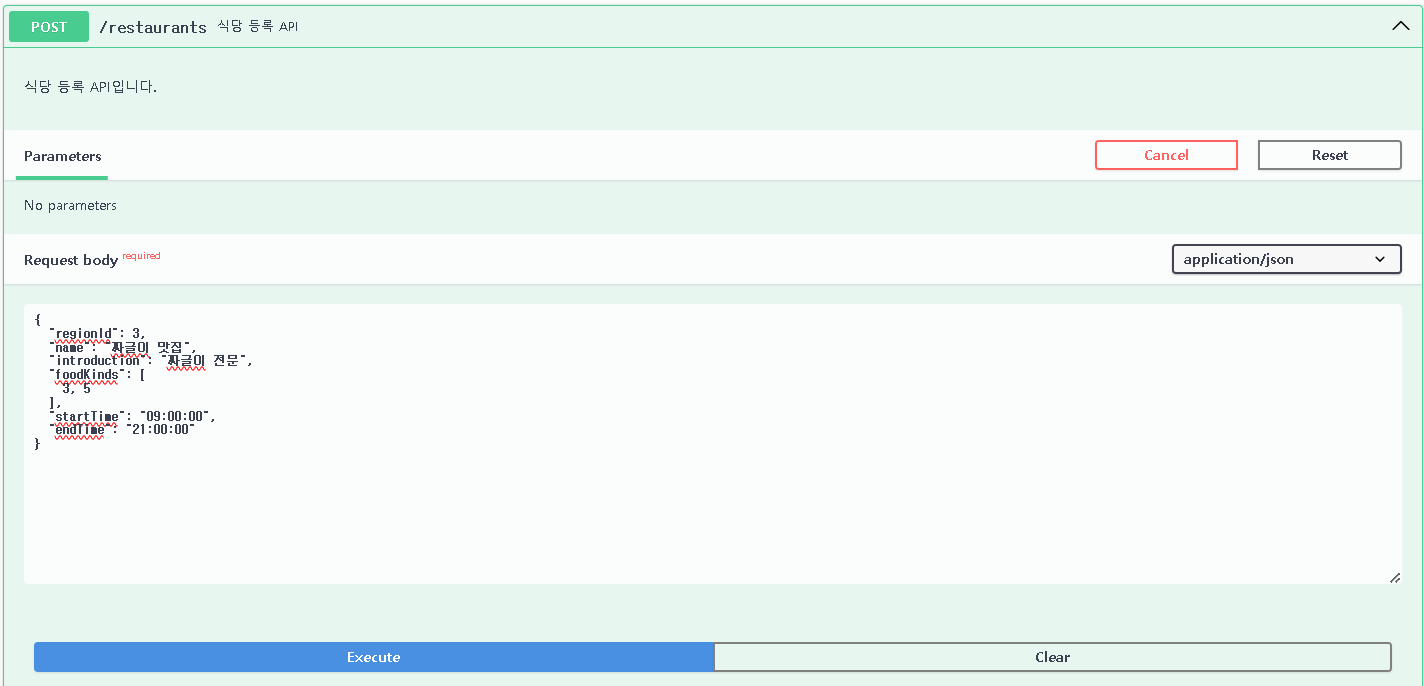 POST /restaurants 식당 등록 API
식당 등록 API입니다.
Parameters
Cancel
Reset
No parameters
Request body required
application/json
{
"regionId": 3,
"name": "짜글이 맛집",
"introduction": "짜글이 전문",
"foodKinds": [
3, 5
],
"startTime": "09:00:00",
"endTime": "21:00:00"
}
Execute
Clear